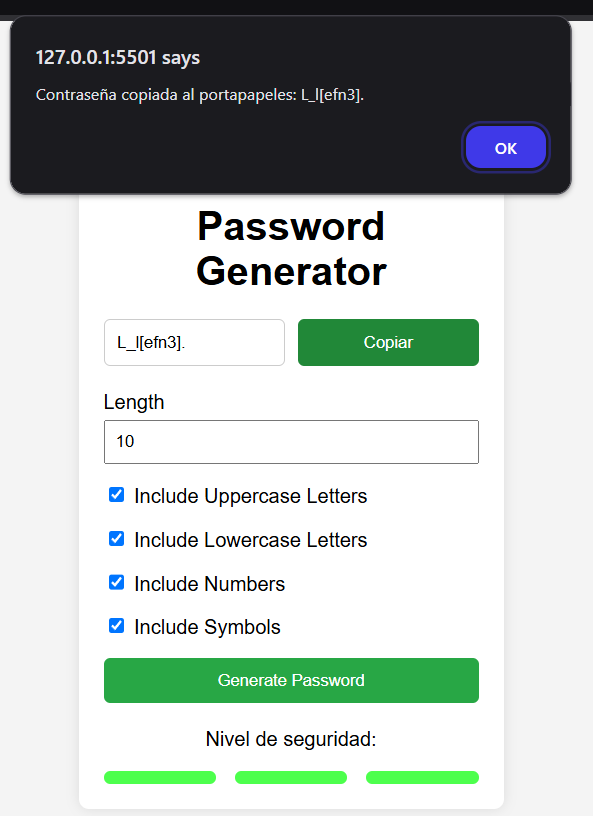 127.0.0.1:5501 says
Contraseña copiada al portapapeles: L_l[efn3].
OK
Password
Generator
L_l[efn3].
Copiar
Length
10
Include Uppercase Letters
Include Lowercase Letters
Include Numbers
Include Symbols
Generate Password
Nivel de seguridad: